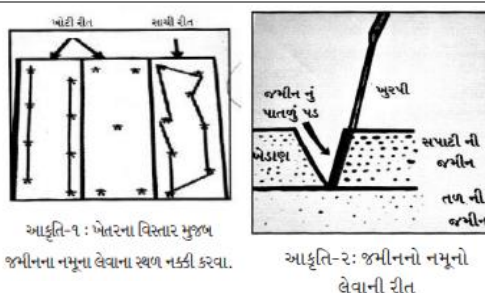 ખોટી રીત
સાચી રીત
આકૃતિ-૧ : ખેતરના વિસ્તાર મુજબ
જમીનના નમૂના લેવાના સ્થળ નક્કી કરવા.
જમીન નું
પાતળું પડ
ખુરપી
ખેડાણ
સપાટી ની
જમીન
તળ ની
જમીન
આકૃતિ-૨: જમીનનો નમૂનો
લેવાની રીત